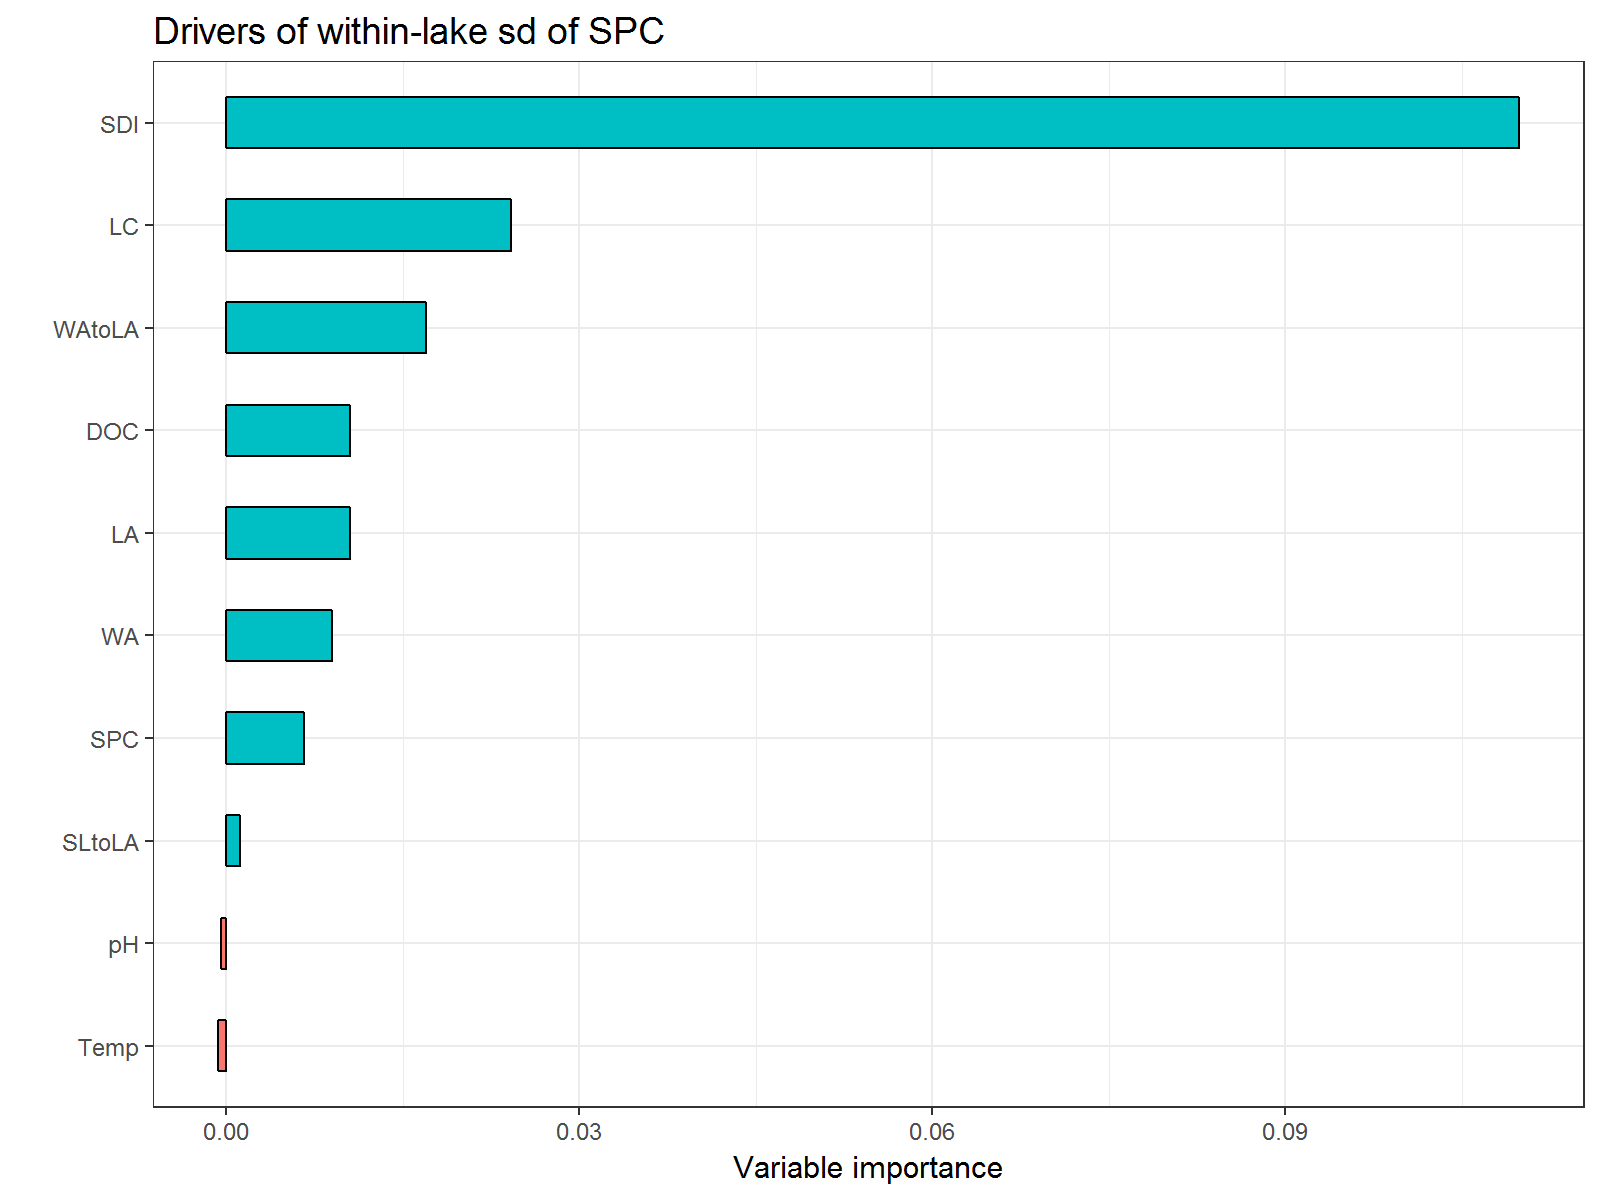 Drivers of within-lake sd of SPC
SDI
LC
WAtoLA
DOC
LA
WA
SPC
SLtoLA
pH
Temp
0.00 0.03 0.06 0.09
Variable importance